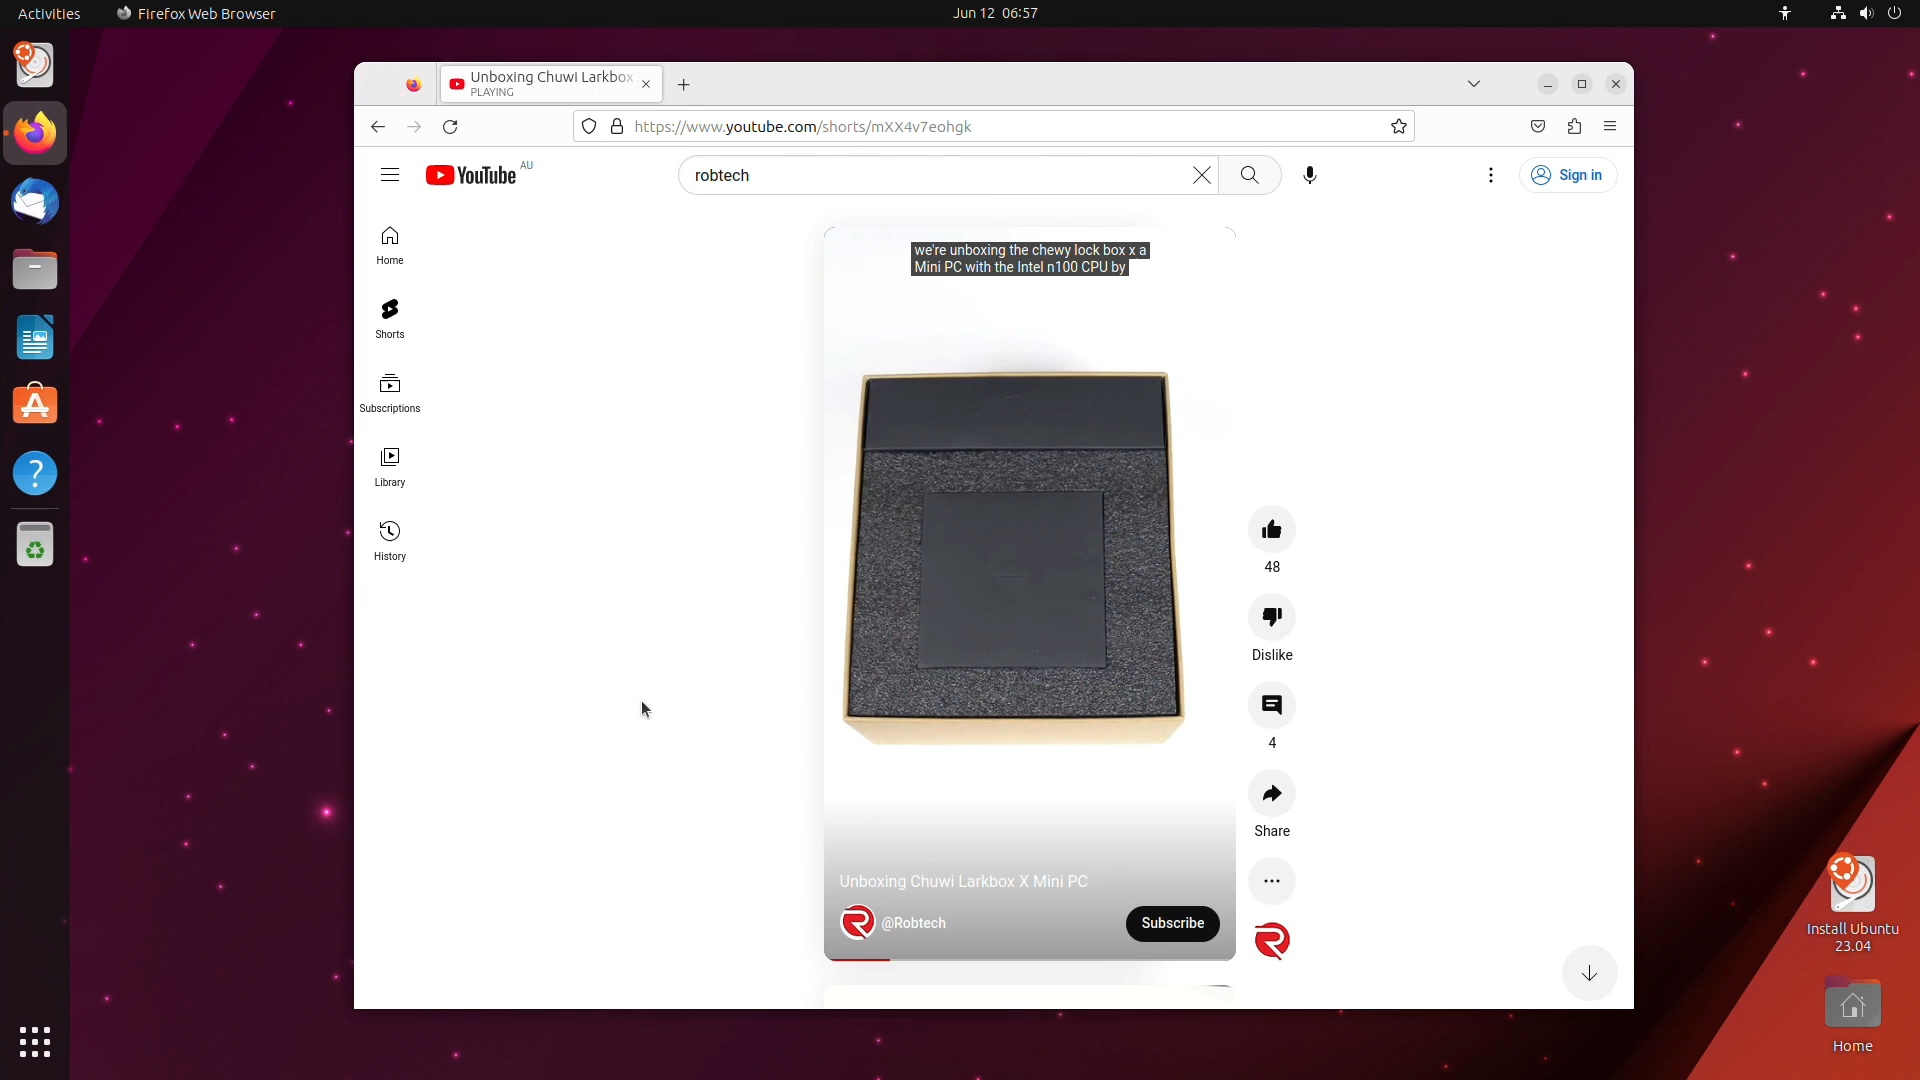 Activities
Firefox Web Browser
Jun 12 06:57
Unboxing Chuwi Larkbox
PLAYING
https://www.youtube.com/shorts/mXX4v7eohgk
YouTube
AU
robtech
Sign in
Home
Shorts
Subscriptions
Library
History
we're unboxing the chewy lock box x a
Mini PC with the Intel n100 CPU by
48
Dislike
4
Share
Unboxing Chuwi Larkbox X Mini PC
@Robtech
Subscribe
Install Ubuntu
23.04
Home